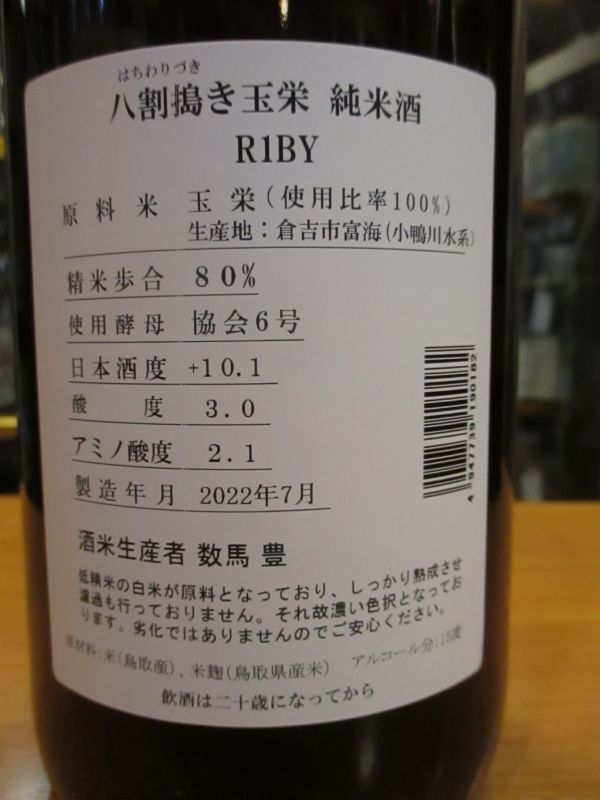 はちわりづき
八割搗き玉栄 純米酒
R1BY
原料米 玉栄(使用比率100%)
生産地：倉吉市富海(小鴨川水系)
精米歩合 80%
使用酵母 協会6号
日本酒度 +10.1
酸度 3.0
アミノ酸度 2.1
製造年月 2022年7月
4947739190182
酒米生産者 数馬 豊
低精米の白米が原料となっており、しっかり熟成させ
濾過も行っておりません。それ故濃い色択となってお
ります。劣化ではありませんのでご安心ください。
原材料:米(鳥取産)、米麹(鳥取県産米) アルコール分:15度
飲酒は二十歳になってから